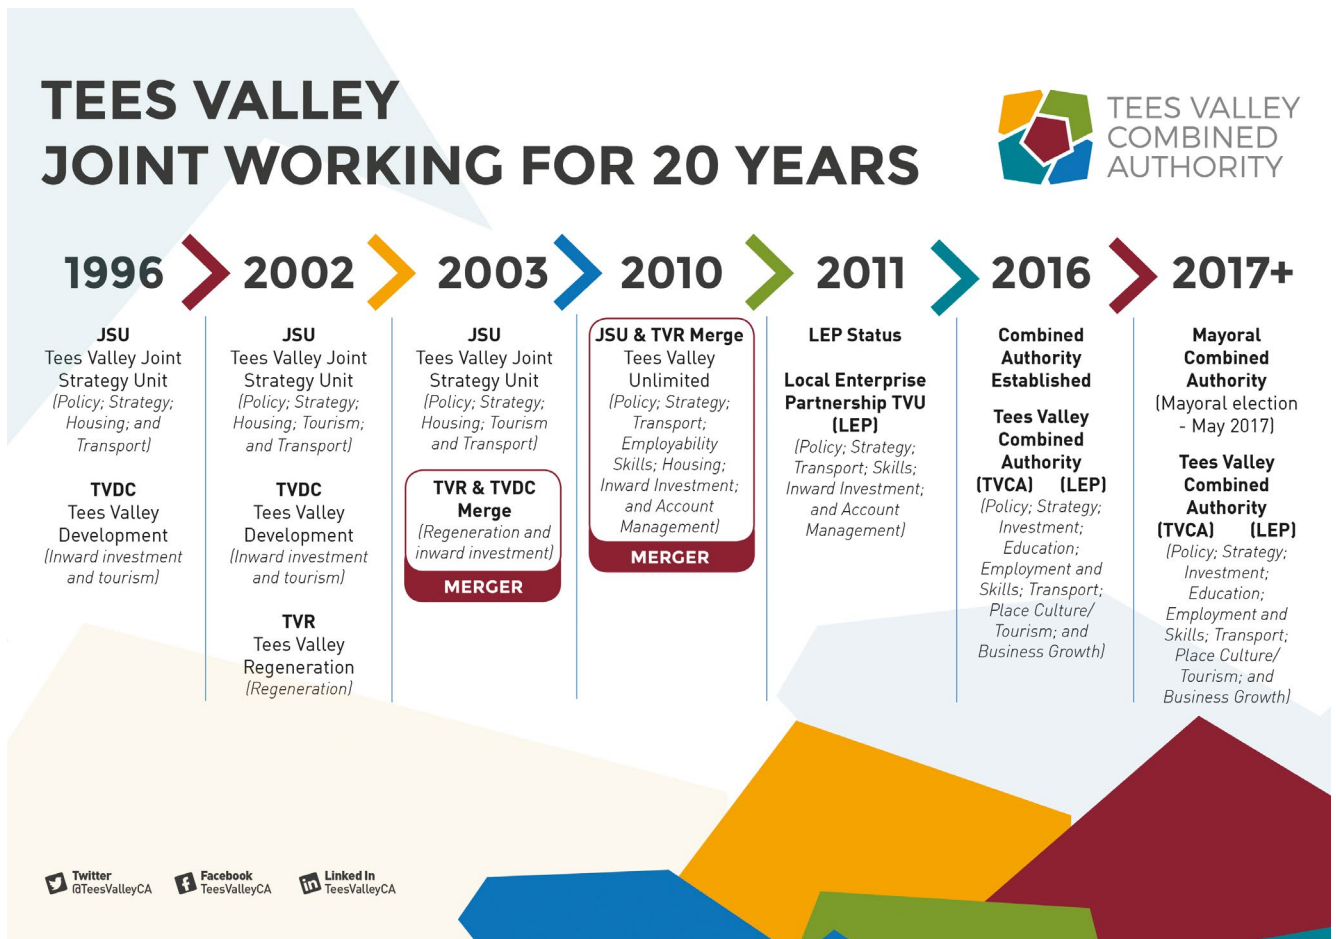 TEES VALLEY
JOINT WORKING FOR 20 YEARS
TEES VALLEY
COMBINED
AUTHORITY
1996
JSU
Tees Valley Joint
Strategy Unit
(Policy; Strategy;
Housing; and
Transport)
TVDC
Tees Valley
Development
(Inward investment
and tourism)
2002
JSU
Tees Valley Joint
Strategy Unit
(Policy; Strategy;
Housing; Tourism;
and Transport)
TVDC
Tees Valley
Development
(Inward investment
and tourism)
TVR
Tees Valley
Regeneration
(Regeneration)
2003
JSU
Tees Valley Joint
Strategy Unit
(Policy; Strategy;
Housing; Tourism
and Transport)
TVR & TVDC
Merge
(Regeneration and
inward investment)
MERGER
2010
JSU & TVR Merge
Tees Valley
Unlimited
(Policy; Strategy;
Transport;
Employability
Skills; Housing;
Inward Investment;
and Account
Management)
MERGER
2011
LEP Status
Local Enterprise
Partnership TVU
(LEP)
(Policy; Strategy;
Transport; Skills;
Inward Investment;
and Account
Management)
2016
Combined
Authority
Established
Tees Valley
Combined
Authority
(TVCA) (LEP)
(Policy; Strategy;
Investment;
Education;
Employment and
Skills; Transport;
Place Culture/
Tourism; and
Business Growth)
2017+
Mayoral
Combined
Authority
(Mayoral election
- May 2017)
Tees Valley
Combined
Authority
(TVCA) (LEP)
(Policy; Strategy;
Investment;
Education;
Employment and
Skills; Transport;
Place Culture/
Tourism; and
Business Growth)
Twitter
@TeesValleyCA
Facebook
TeesValleyCA
Linked In
TeesValleyCA